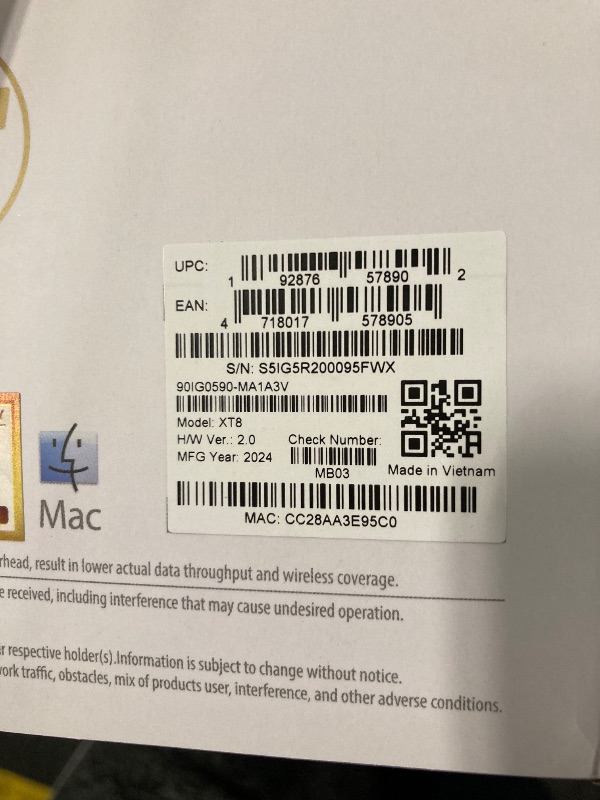 UPC:
1 92876 57890 2
EAN:
4 718017 578905
S/N: S5IG5R200095FWX
90IG0590-MA1A3V
Model: XT8
H/W Ver.: 2.0 Check Number:
MFG Year: 2024 MB03
Made in Vietnam
MAC: CC28AA3E95C0
Mac
rhead, result in lower actual data throughput and wireless coverage.
e received, including interference that may cause undesired operation.
r respective holder(s).Information is subject to change without notice.
ork traffic, obstacles, mix of products user, interference, and other adverse conditions.